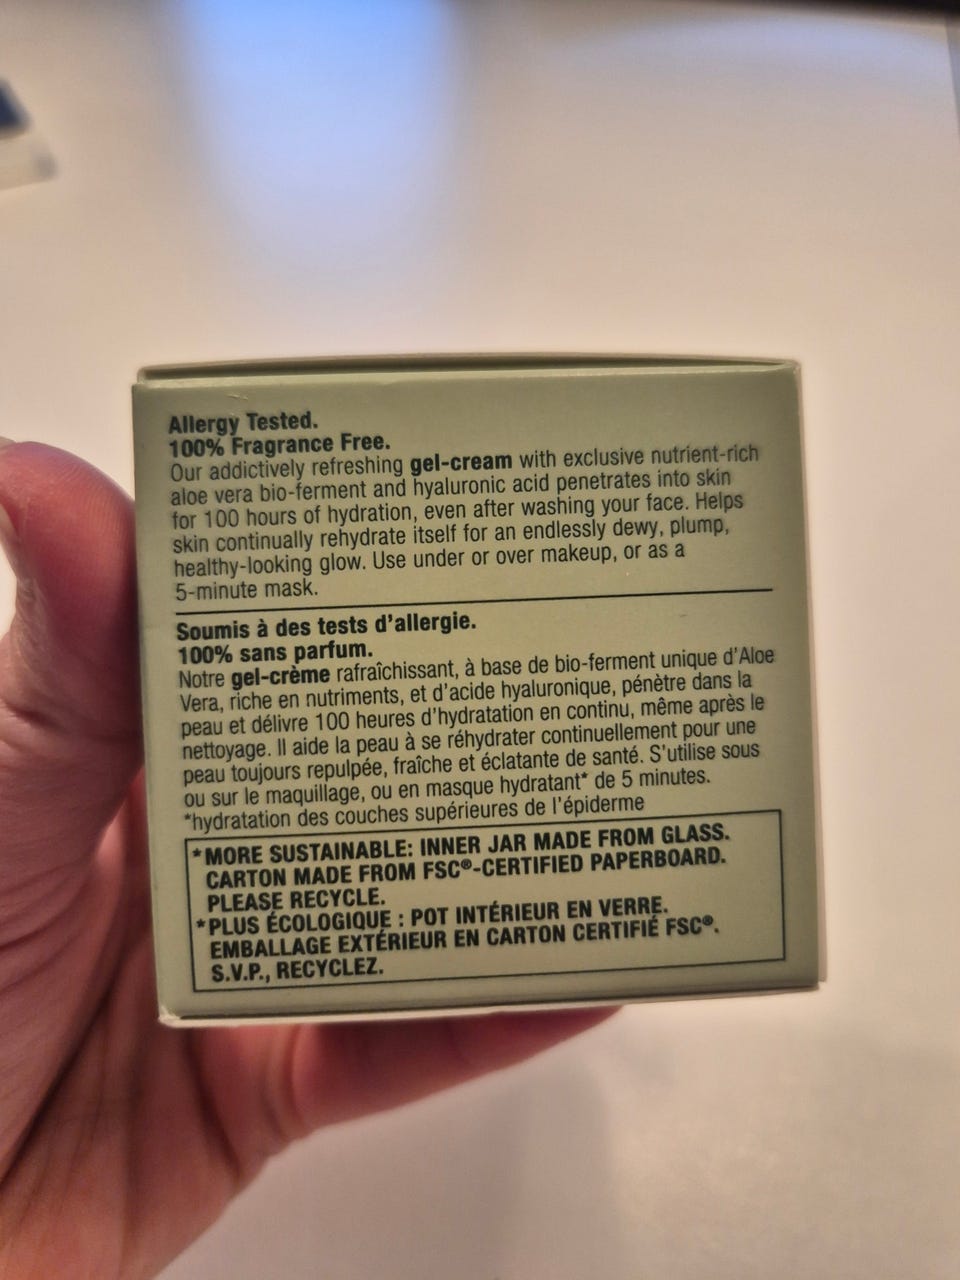 Allergy Tested.
100% Fragrance Free.
Our addictively refreshing gel-cream with exclusive nutrient-rich
aloe vera bio-ferment and hyaluronic acid penetrates into skin
for 100 hours of hydration, even after washing your face. Helps
skin continually rehydrate itself for an endlessly dewy, plump,
healthy-looking glow. Use under or over makeup, or as a
5-minute mask.
Soumis à des tests d'allergie.
100% sans parfum.
Notre gel-crème rafraîchissant, à base de bio-ferment unique d'Aloe
Vera, riche en nutriments, et d'acide hyaluronique, pénètre dans la
peau et délivre 100 heures d'hydratation en continu, même après le
nettoyage. Il aide la peau à se réhydrater continuellement pour une
peau toujours repulpée, fraîche et éclatante de santé. S'utilise sous
ou sur le maquillage, ou en masque hydratant* de 5 minutes.
*hydratation des couches supérieures de l'épiderme
*MORE SUSTAINABLE: INNER JAR MADE FROM GLASS.
CARTON MADE FROM FSC®-CERTIFIED PAPERBOARD.
PLEASE RECYCLE.
*PLUS ÉCOLOGIQUE : POT INTÉRIEUR EN VERRE.
EMBALLAGE EXTÉRIEUR EN CARTON CERTIFIÉ FSC®.
S.V.P., RECYCLEZ.